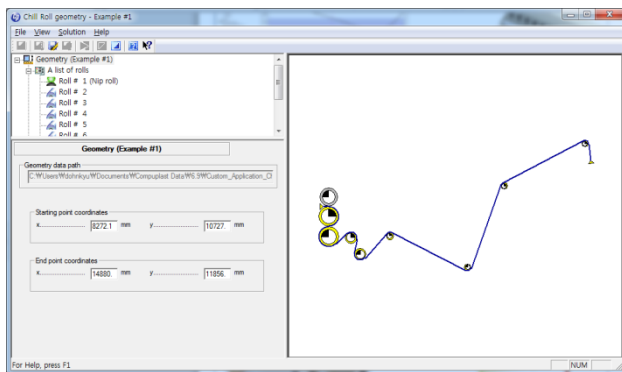 Chill Roll geometry - Example #1
File View Solution Help
Geometry (Example #1)
A list of rolls
Roll # 1 (Nip roll)
Roll # 2
Roll # 3
Roll # 4
Roll # 5
Roll # 6
Geometry (Example #1)
Geometry data path
C:₩Users₩dohnkyu₩Documents₩Compuplast Data₩6.9₩Custom_Application_C
Starting point coordinates
x.................. 8272.1 mm y.................. 10727. mm
End point coordinates
x.................. 14880. mm y.................. 11856. mm
For Help, press F1
NUM